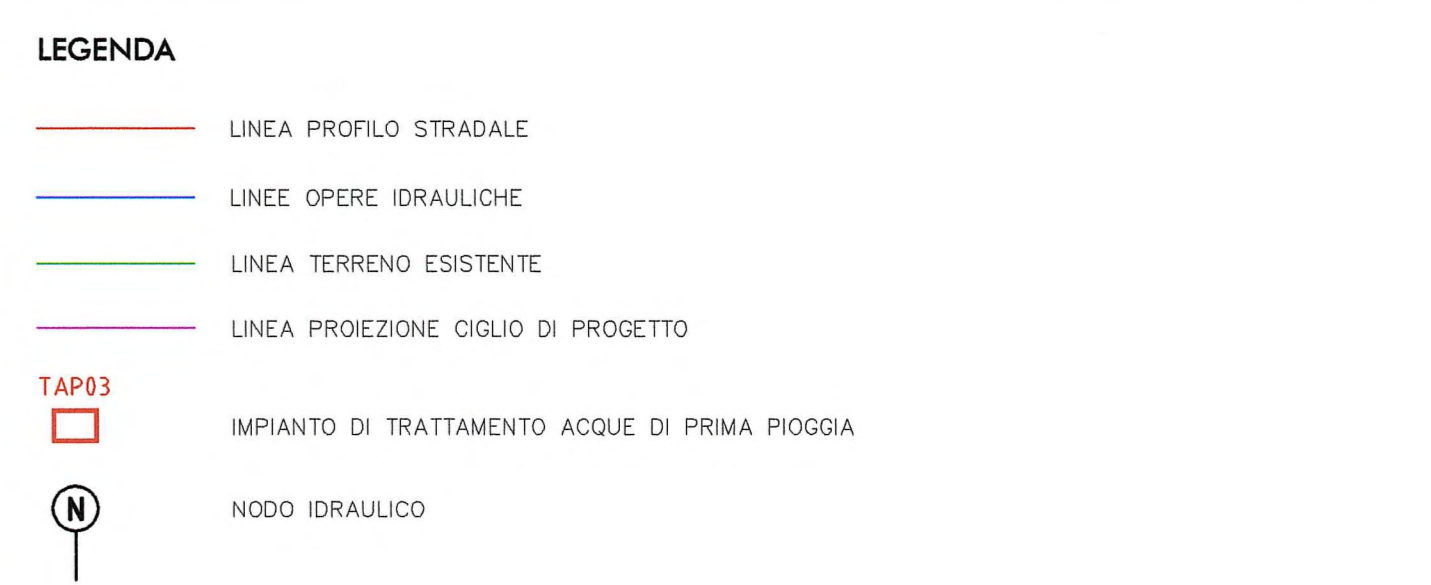 LEGENDA
LINEA PROFILO STRADALE
LINEE OPERE IDRAULICHE
LINEA TERRENO ESISTENTE
LINEA PROIEZIONE CIGLIO DI PROGETTO
TAP03
IMPIANTO DI TRATTAMENTO ACQUE DI PRIMA PIOGGIA
N
NODO IDRAULICO